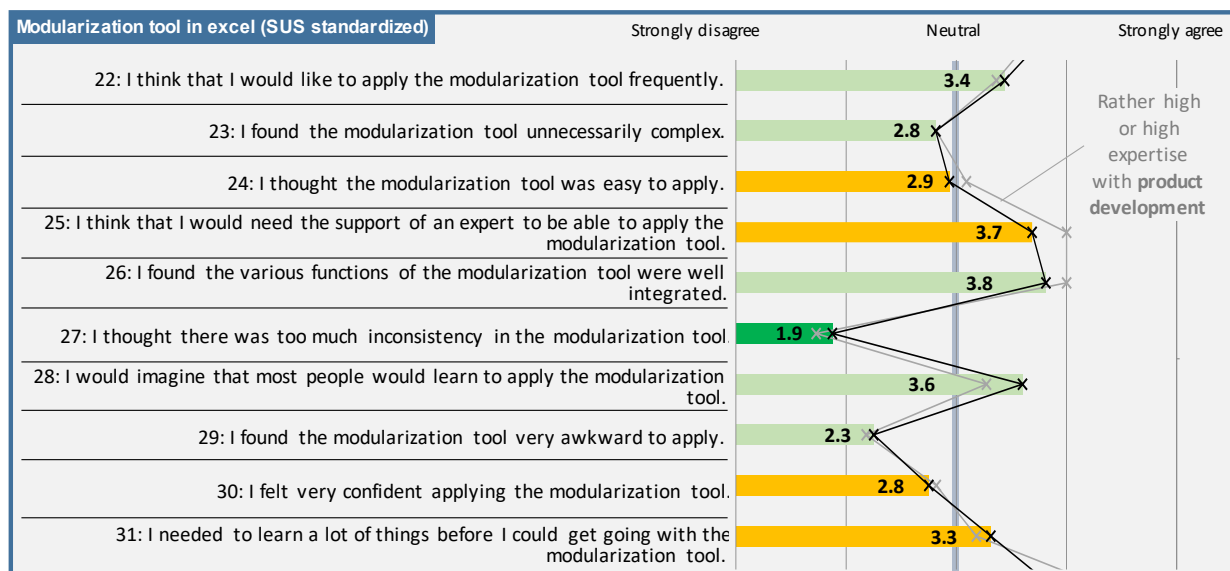 Modularization tool in excel (SUS standardized)
Strongly disagree
Neutral
Strongly agree
22: I think that I would like to apply the modularization tool frequently.
3.4
23: I found the modularization tool unnecessarily complex.
2.8
24: I thought the modularization tool was easy to apply.
2.9
25: I think that I would need the support of an expert to be able to apply the
modularization tool.
3.7
26: I found the various functions of the modularization tool were well
integrated.
3.8
27: I thought there was too much inconsistency in the modularization tool
1.9
28: I would imagine that most people would learn to apply the modularization
tool.
3.6
29: I found the modularization tool very awkward to apply.
2.3
30: I felt very confident applying the modularization tool.
2.8
31: I needed to learn a lot of things before I could get going with the
modularization tool.
3.3
Rather high
or high
expertise
with product
development